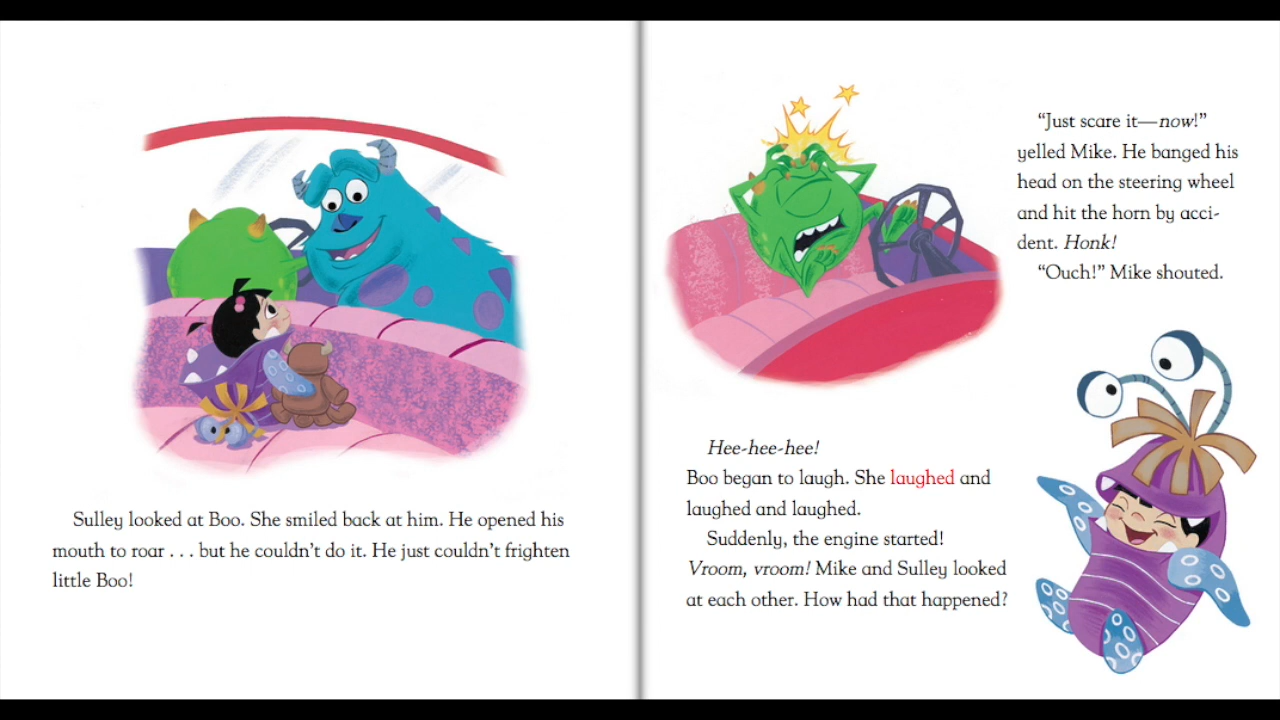 Sulley looked at Boo. She smiled back at him. He opened his
mouth to roar . . . but he couldn't do it. He just couldn't frighten
little Boo!
“Just scare it—now!”
yelled Mike. He banged his
head on the steering wheel
and hit the horn by acci-
dent. Honk!
“Ouch!” Mike shouted.
Hee-hee-hee!
Boo began to laugh. She laughed and
laughed and laughed.
Suddenly, the engine started!
Vroom, vroom! Mike and Sulley looked
at each other. How had that happened?